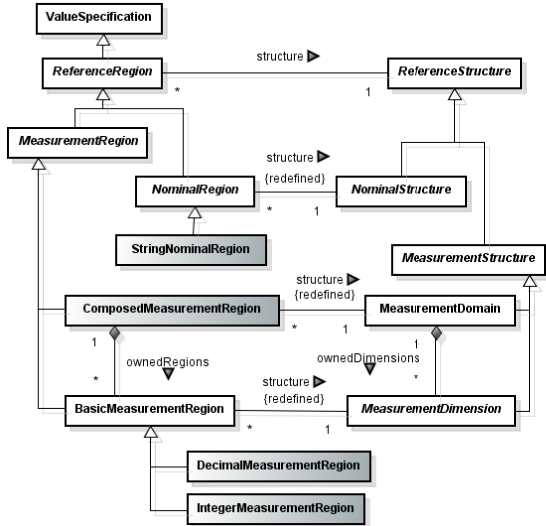 ValueSpecification
structure ▶
ReferenceRegion
ReferenceStructure
* 1
MeasurementRegion
structure ▶
NominalRegion
{redefined}
NominalStructure
* 1
StringNominalRegion
MeasurementStructure
structure ▶
{redefined}
ComposedMeasurementRegion
MeasurementDomain
1 * 1 1
ownedRegions
ownedDimensions
* structure ▶ *
{redefined}
BasicMeasurementRegion
MeasurementDimension
* 1
DecimalMeasurementRegion
IntegerMeasurementRegion